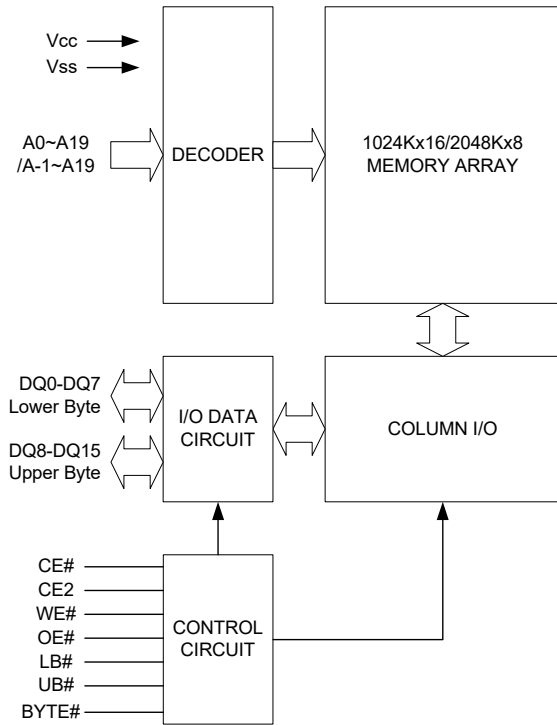 Vcc
Vss
A0~A19
/A-1~A19
DECODER
1024Kx16/2048Kx8
MEMORY ARRAY
DQ0-DQ7
Lower Byte
DQ8-DQ15
Upper Byte
I/O DATA
CIRCUIT
COLUMN I/O
CE#
CE2
WE#
OE#
LB#
UB#
BYTE#
CONTROL
CIRCUIT